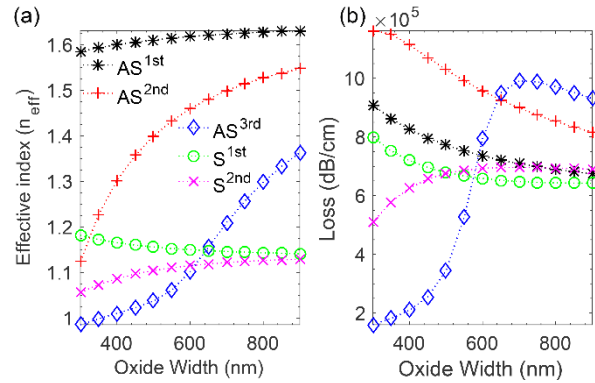 (a)
1.6
1.5
1.4
1.3
1.2
1.1
1
Effective index (n_eff)
AS^1st
AS^2nd
AS^3rd
S^1st
S^2nd
400 600 800
Oxide Width (nm)
(b)
×10^5
10
8
6
4
2
Loss (dB/cm)
400 600 800
Oxide Width (nm)